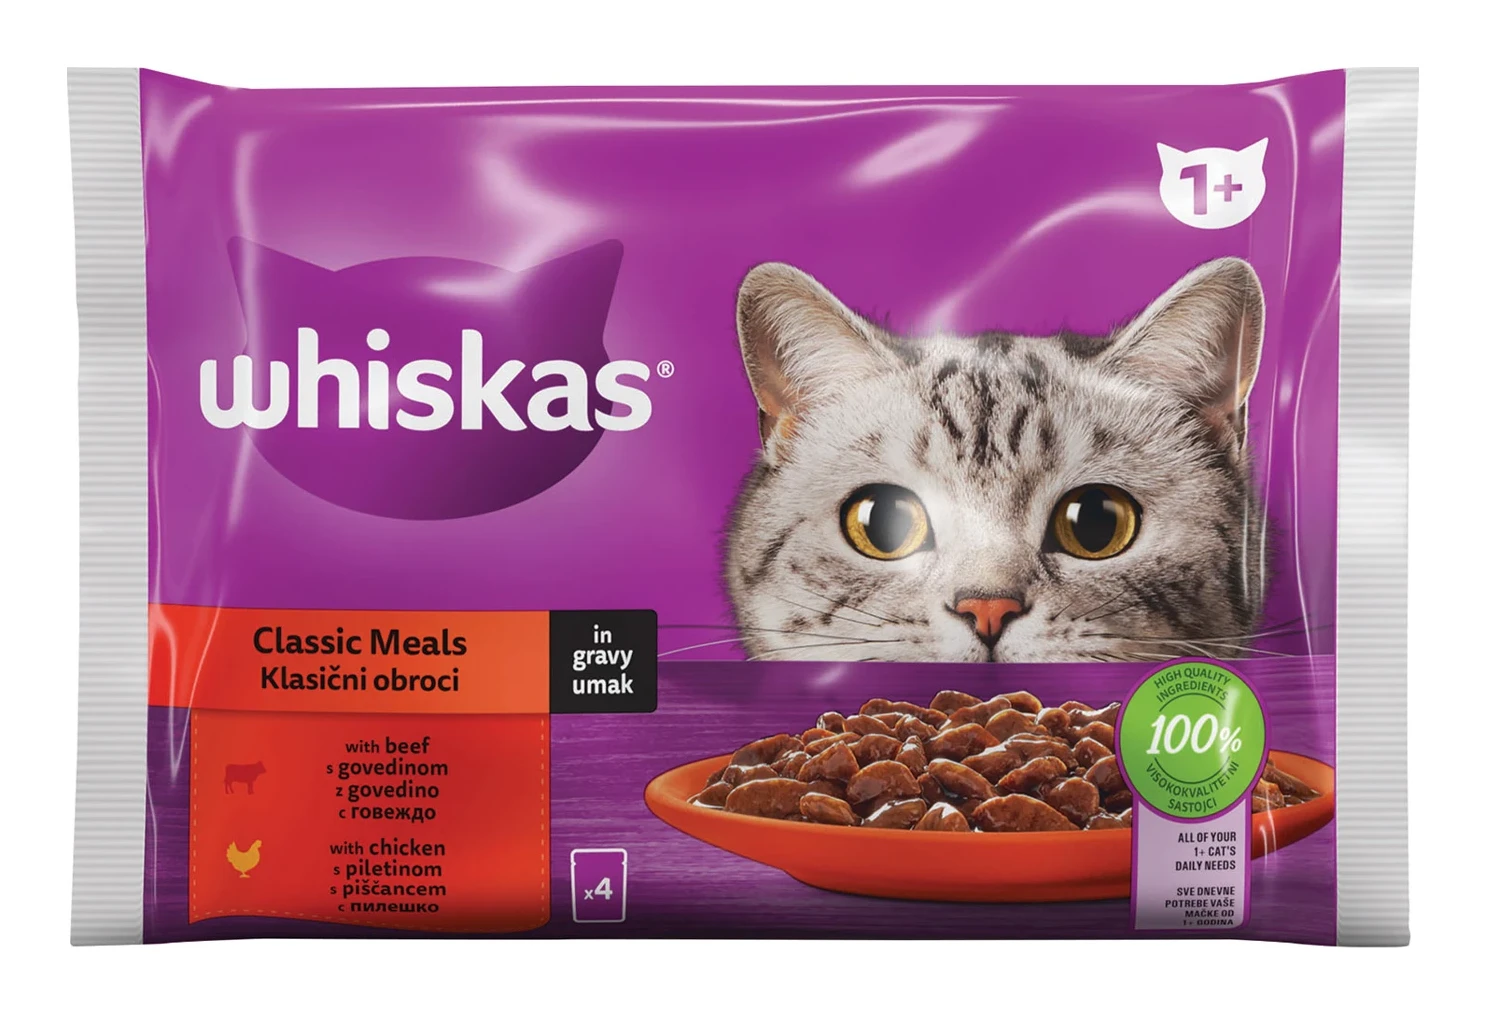 1+
whiskas®
Classic Meals
Klasični obroci
in
gravy
umak
with beef
s govedinom
z govedino
с говеждо
with chicken
s piletinom
s piščancem
с пилешко
x4
HIGH QUALITY
INGREDIENTS
100%
VISOKOKVALITETNI
SASTOJCI
ALL OF YOUR
1+ CAT'S
DAILY NEEDS
SVE DNEVNE
POTREBE VAŠE
MAČKE OD
1+ GODINA